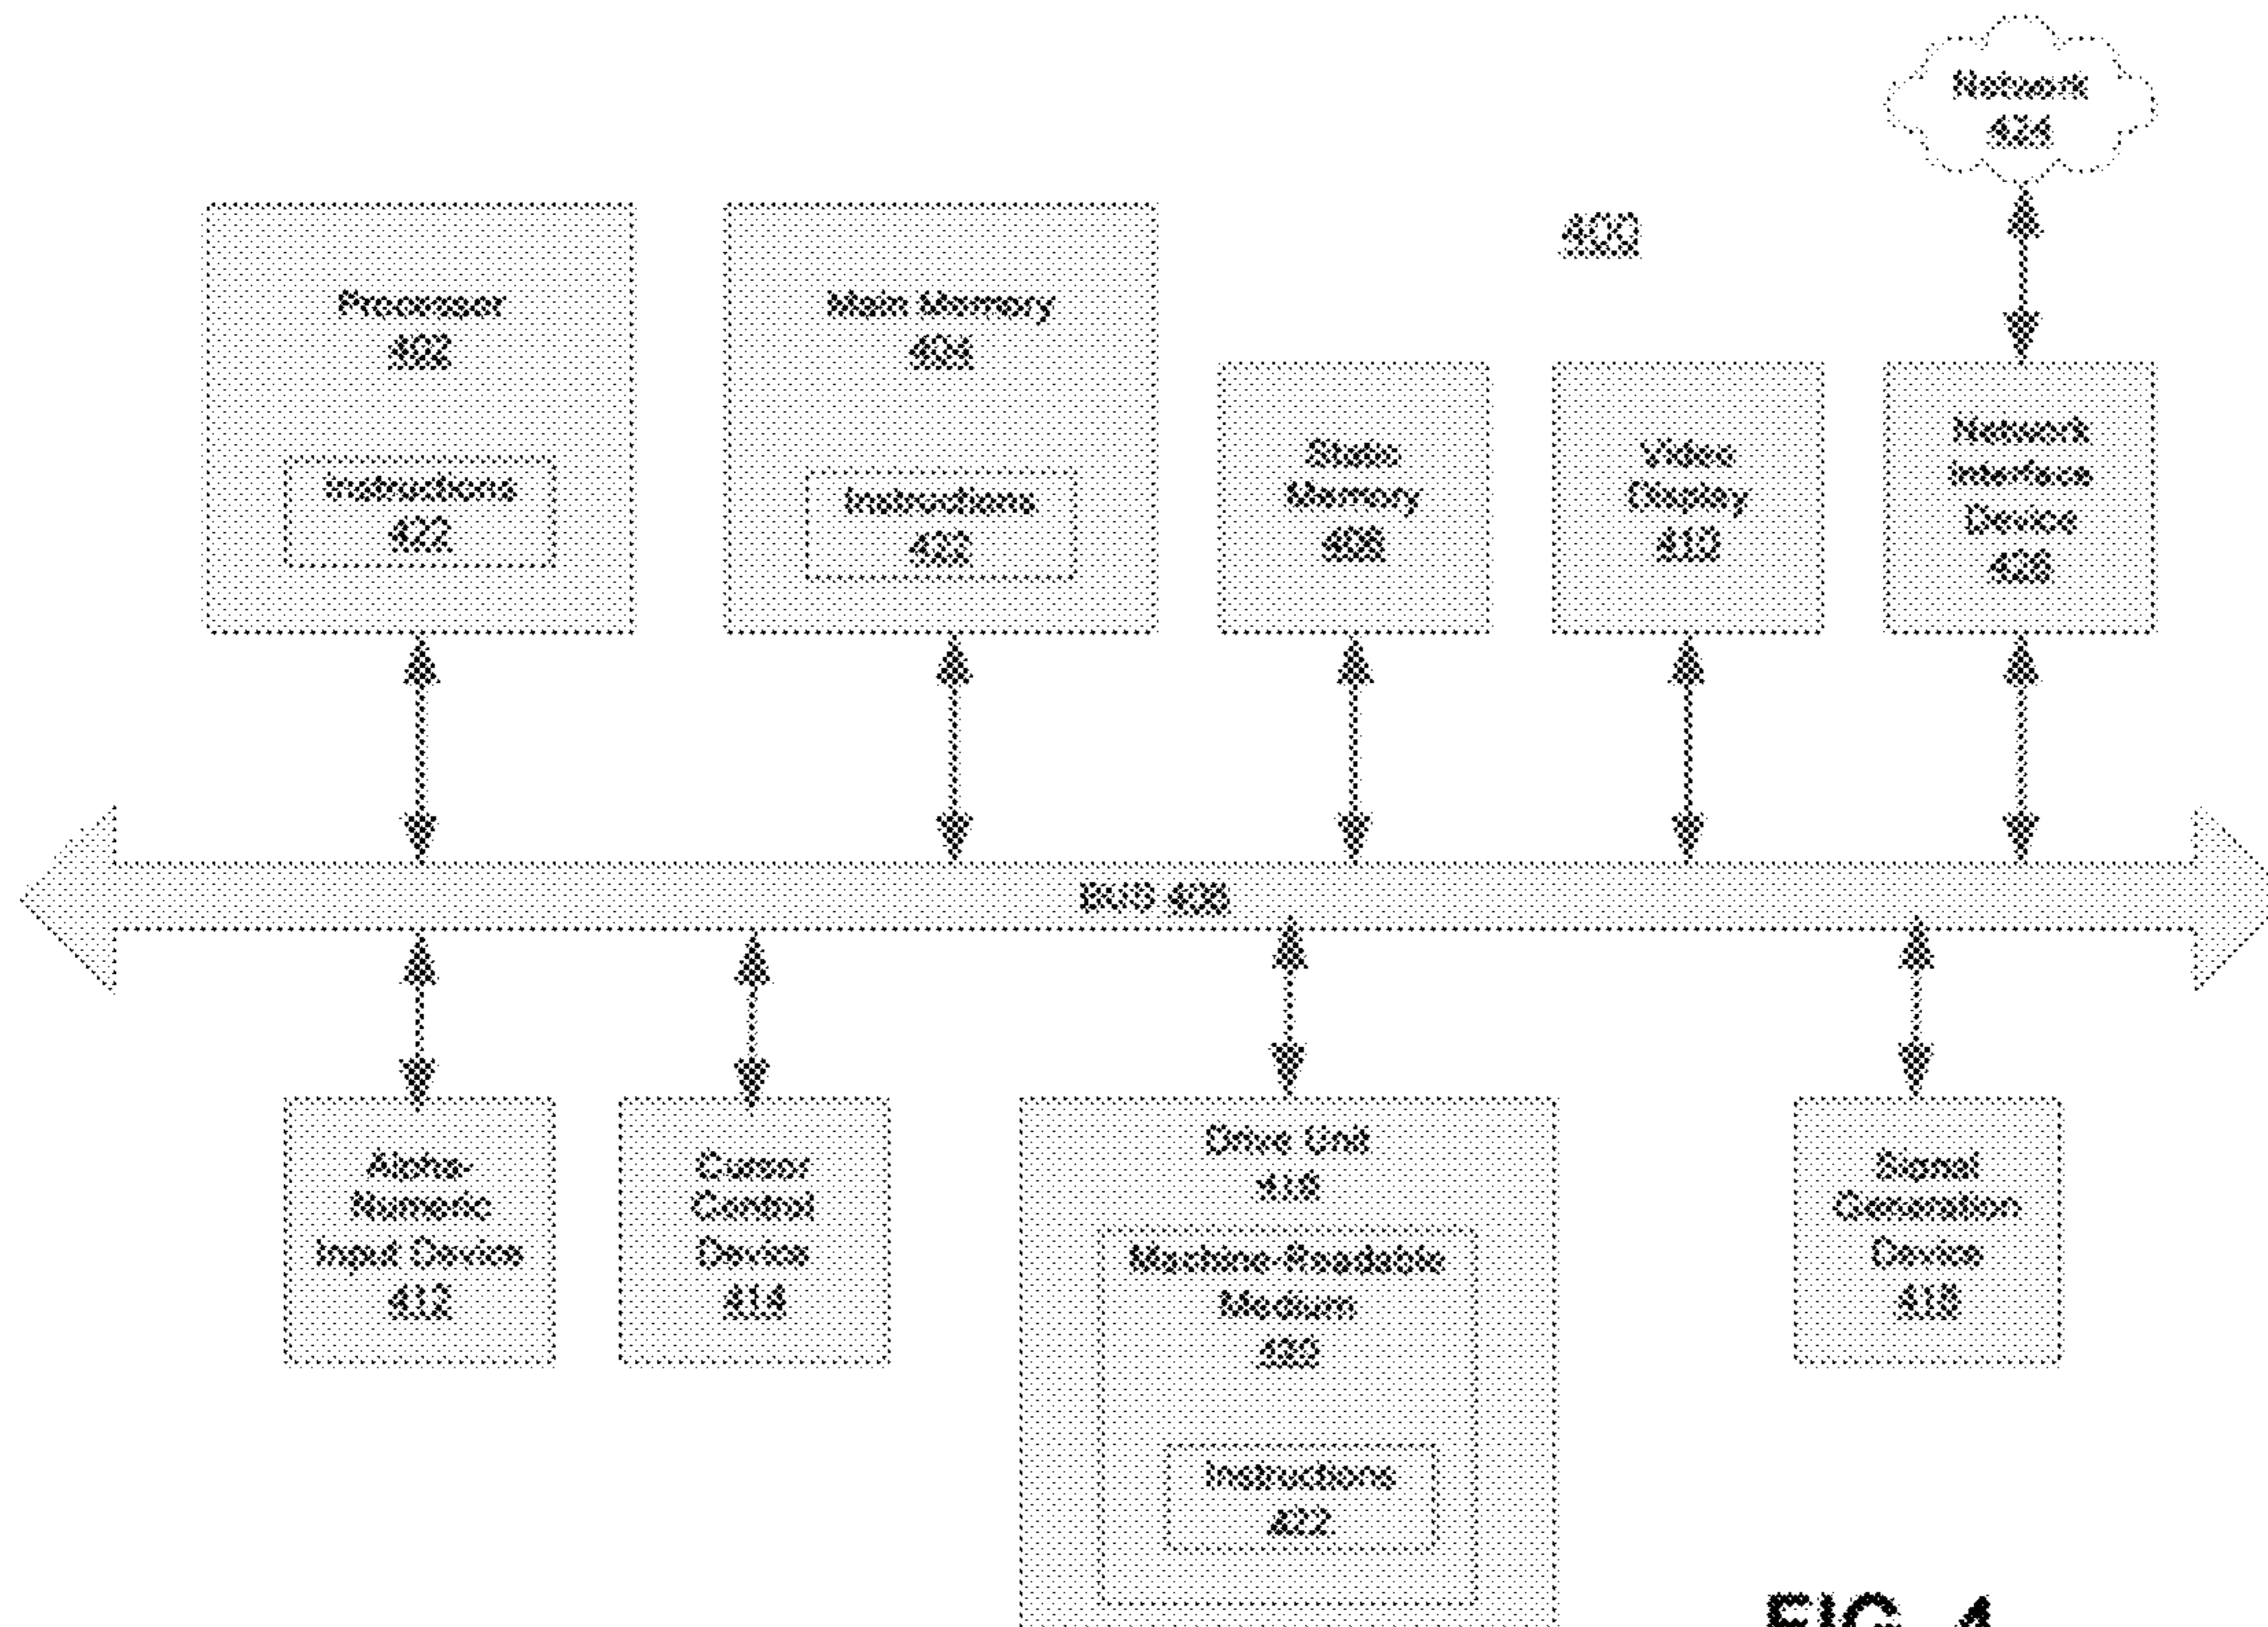 Network
424
400
Processor
402
Instructions
422
Main Memory
404
Instructions
422
Static
Memory
406
Video
Display
410
Network
Interface
Device
426
BUS 408
Alpha-
Numeric
Input Device
412
Cursor
Control
Device
414
Drive Unit
416
Machine-Readable
Medium
420
Instructions
422
Signal
Generation
Device
418
FIG. 4